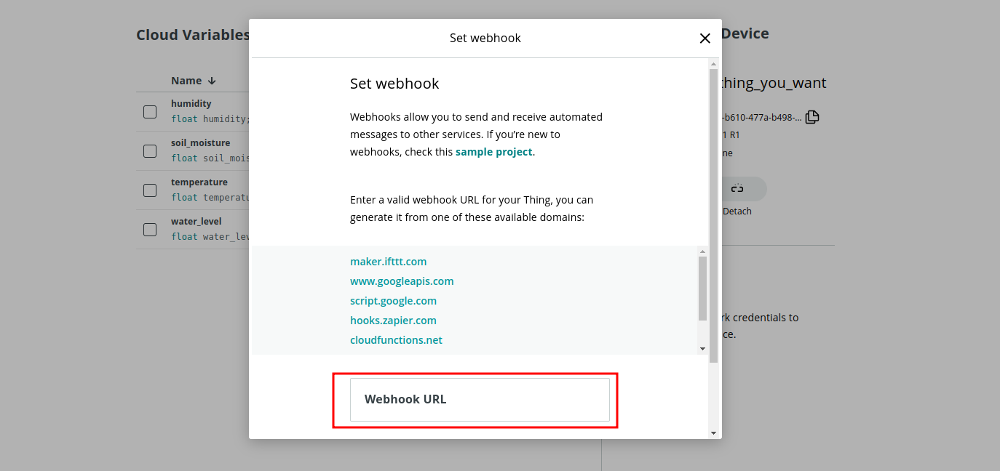 Cloud Variables
Name
humidity
float humidity;
soil_moisture
float soil_mois
temperature
float temperatu
water_level
float water_lev
Set webhook
Set webhook
Webhooks allow you to send and receive automated
messages to other services. If you’re new to
webhooks, check this sample project.
Enter a valid webhook URL for your Thing, you can
generate it from one of these available domains:
maker.ifttt.com
www.googleapis.com
script.google.com
hooks.zapier.com
cloudfunctions.net
Webhook URL
Device
hing_you_want
-b610-477a-b498-...
1 R1
ne
Detach
rk credentials to
ce.